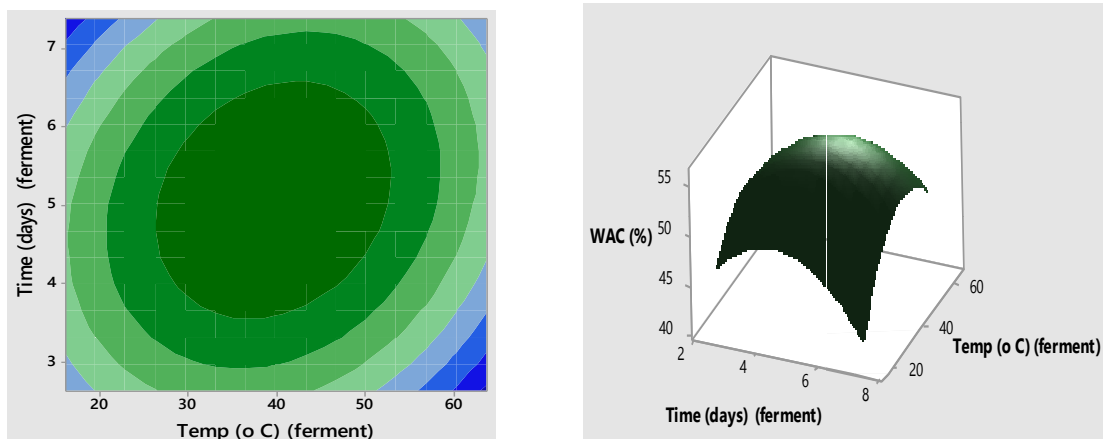 7
6
5
4
3
Time (days) (ferment)
20 30 40 50 60
Temp (o C) (ferment)
55
50
45
40
WAC (%)
2 4 6 8
Time (days) (ferment)
60
40
20
Temp (o C) (ferment)